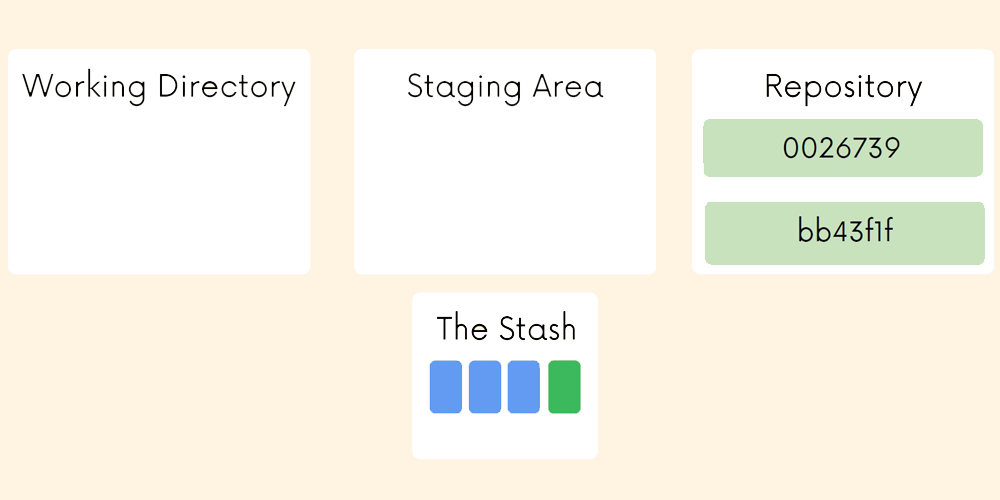 Working Directory
Staging Area
Repository
0026739
bb43f1f
The Stash